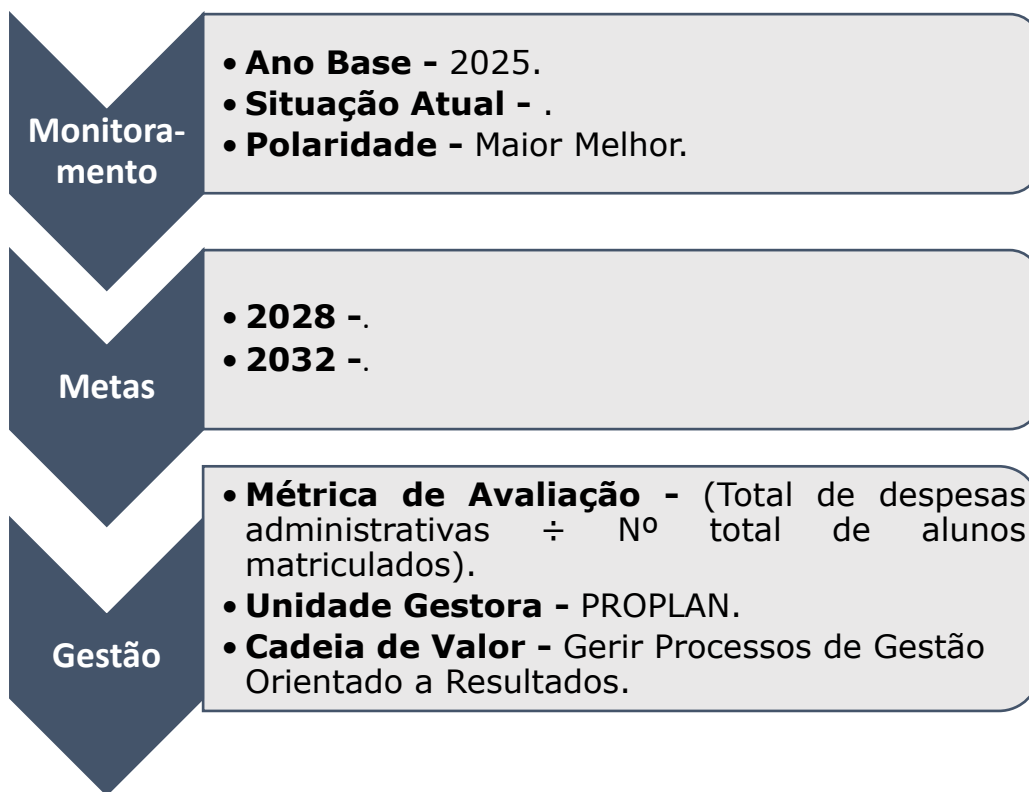 Monitora-
mento
• Ano Base - 2025.
• Situação Atual - .
• Polaridade - Maior Melhor.
Metas
• 2028 -.
• 2032 -.
Gestão
• Métrica de Avaliação - (Total de despesas
administrativas ÷ Nº total de alunos
matriculados).
• Unidade Gestora - PROPLAN.
• Cadeia de Valor - Gerir Processos de Gestão
Orientado a Resultados.